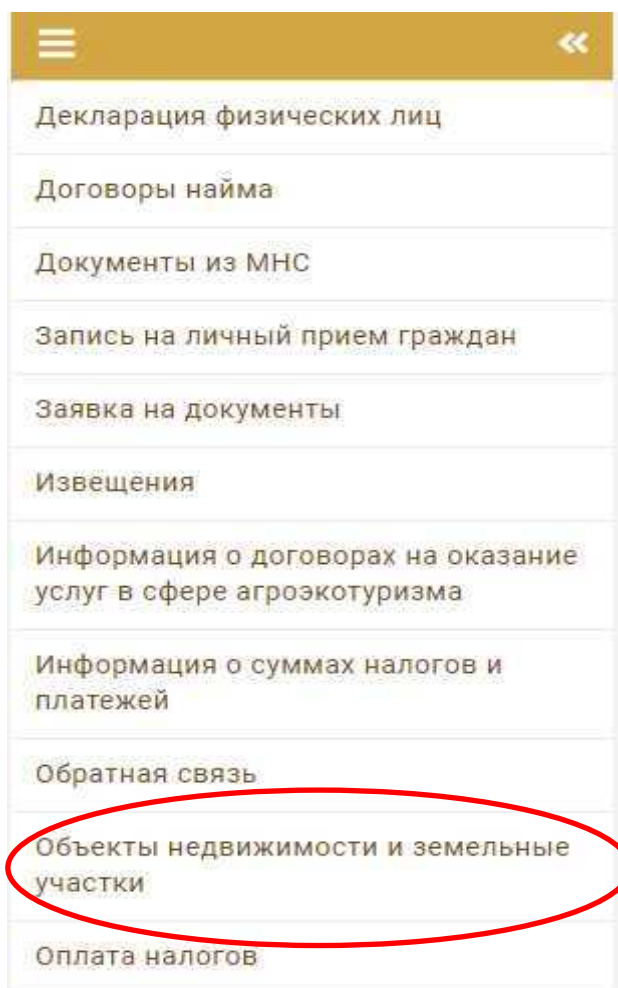 Декларация физических лиц
Договоры найма
Документы из МНС
Запись на личный прием граждан
Заявка на документы
Извещения
Информация о договорах на оказание
услуг в сфере агроэкотуризма
Информация о суммах налогов и
платежей
Обратная связь
Объекты недвижимости и земельные
участки
Оплата налогов